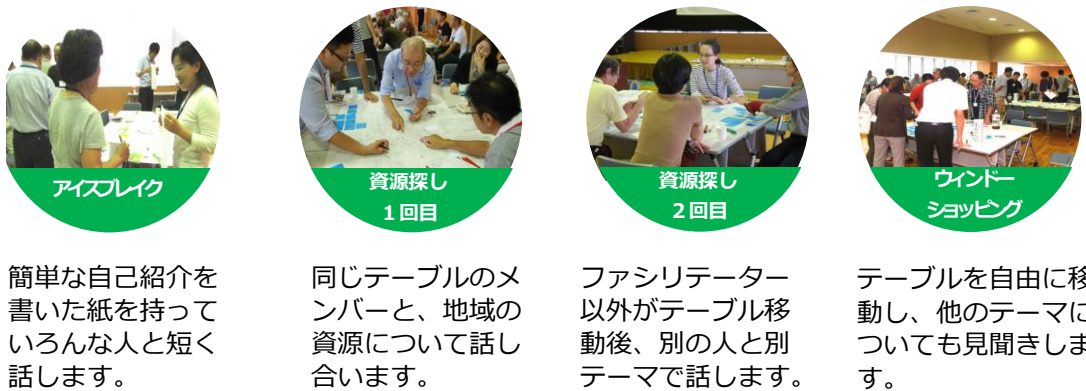 アイスブレイク
簡単な自己紹介を
書いた紙を持って
いろんな人と短く
話します。
資源探し
1回目
同じテーブルのメ
ンバーと、地域の
資源について話し
合います。
資源探し
2回目
ファシリテーター
以外がテーブル移
動後、別の人と別
テーマで話します。
ウィンドー
ショッピング
テーブルを自由に移
動し、他のテーマに
ついても見聞きしま
す。